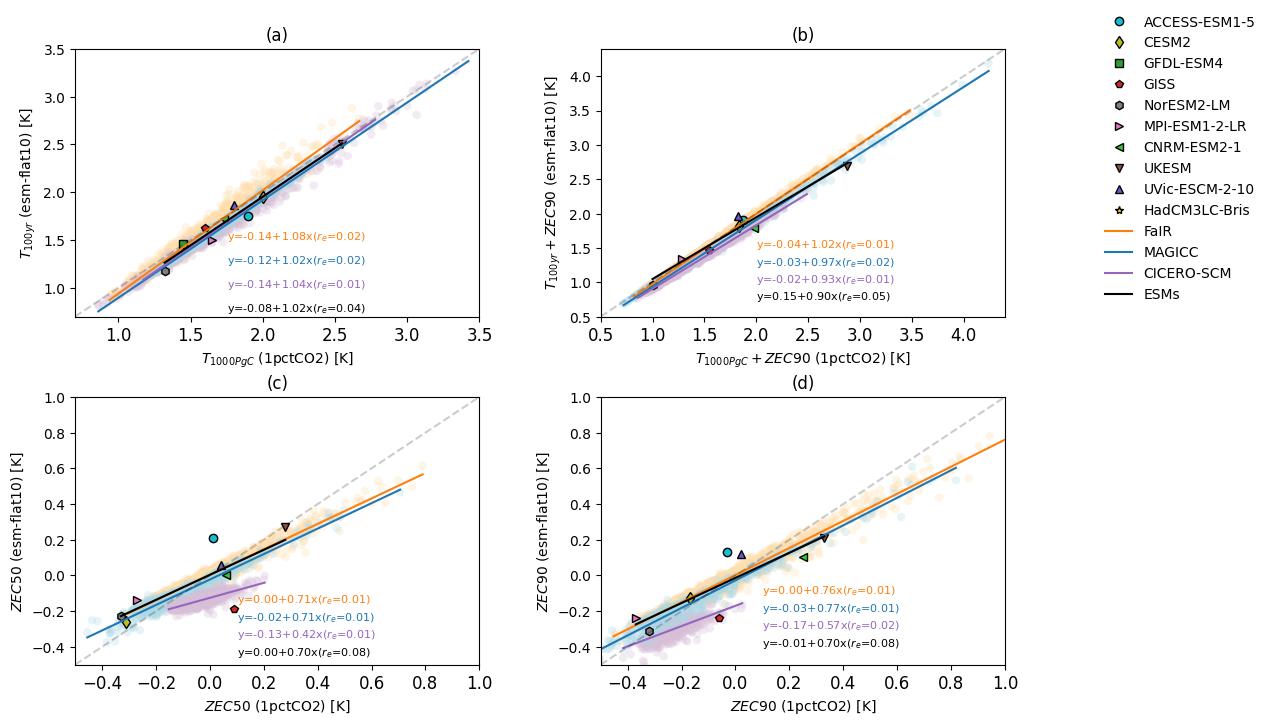 (a)
3.5
3.0
2.5
2.0
1.5
1.0
T100yr (esm-flat10) [K]
y=-0.14+1.08x(re=0.02)
y=-0.12+1.02x(re=0.02)
y=-0.14+1.04x(re=0.01)
y=-0.08+1.02x(re=0.04)
1.0 1.5 2.0 2.5 3.0 3.5
T1000PgC (1pctCO2) [K]
(b)
4.0
3.5
3.0
2.5
2.0
1.5
1.0
0.5
T100yr + ZEC90 (esm-flat10) [K]
y=-0.04+1.02x(re=0.01)
y=-0.03+0.97x(re=0.02)
y=-0.02+0.93x(re=0.01)
y=0.15+0.90x(re=0.05)
0.5 1.0 1.5 2.0 2.5 3.0 3.5 4.0
T1000PgC + ZEC90 (1pctCO2) [K]
ACCESS-ESM1-5
CESM2
GFDL-ESM4
GISS
NorESM2-LM
MPI-ESM1-2-LR
CNRM-ESM2-1
UKESM
UVic-ESCM-2-10
HadCM3LC-Bris
FaIR
MAGICC
CICERO-SCM
ESMs
(c)
1.0
0.8
0.6
0.4
0.2
0.0
−0.2
−0.4
ZEC50 (esm-flat10) [K]
y=0.00+0.71x(re=0.01)
y=-0.02+0.71x(re=0.01)
y=-0.13+0.42x(re=0.01)
y=0.00+0.70x(re=0.08)
−0.4 −0.2 0.0 0.2 0.4 0.6 0.8 1.0
ZEC50 (1pctCO2) [K]
(d)
1.0
0.8
0.6
0.4
0.2
0.0
−0.2
−0.4
ZEC90 (esm-flat10) [K]
y=0.00+0.76x(re=0.01)
y=-0.03+0.77x(re=0.01)
y=-0.17+0.57x(re=0.02)
y=-0.01+0.70x(re=0.08)
−0.4 −0.2 0.0 0.2 0.4 0.6 0.8 1.0
ZEC90 (1pctCO2) [K]